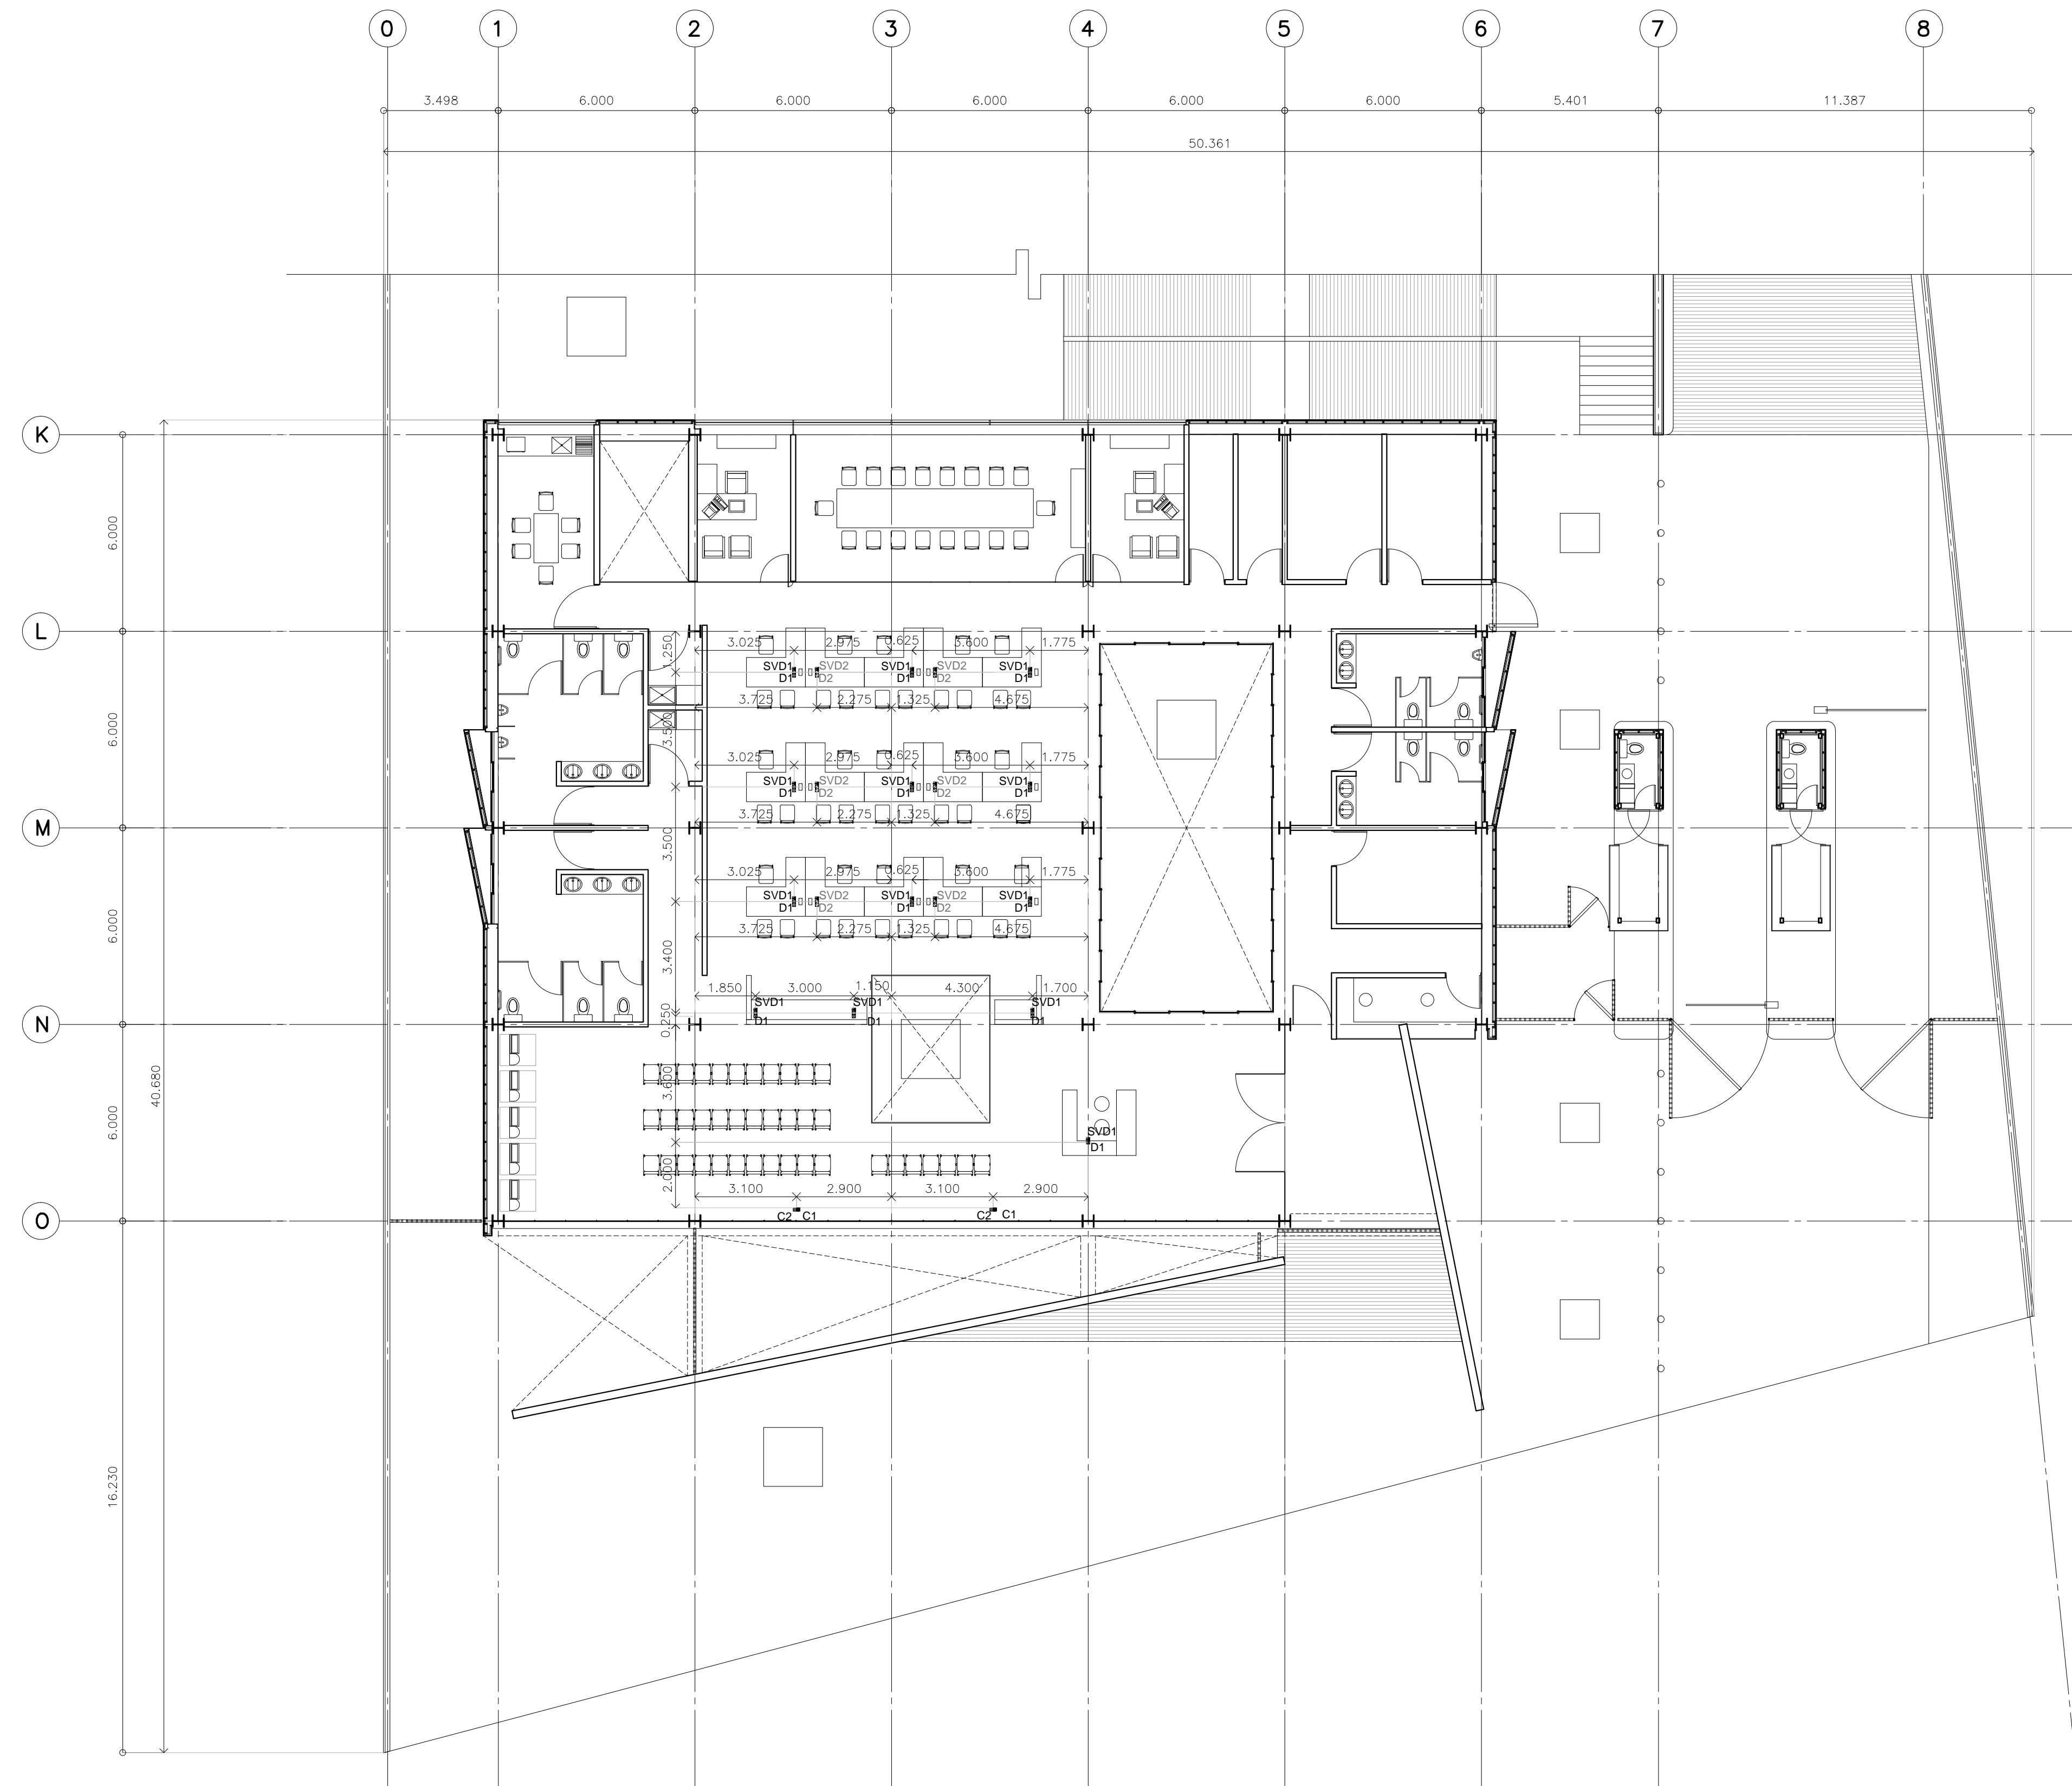 0 1 2 3 4 5 6 7 8
3.498 6.000 6.000 6.000 6.000 6.000 5.401 11.387
50.361
K
6.000
L
1.250
3.025 2.975 0.625 3.600 1.775
SVD1 SVD2 SVD1 SVD2 SVD1
D1 D2 D1 D2 D1
3.725 2.275 1.325 4.675
6.000
3.500
3.025 2.975 0.625 3.600 1.775
SVD1 SVD2 SVD1 SVD2 SVD1
D1 D2 D1 D2 D1
3.725 2.275 1.325 4.675
M
3.500
3.025 2.975 0.625 3.600 1.775
SVD1 SVD2 SVD1 SVD2 SVD1
D1 D2 D1 D2 D1
6.000
3.725 2.275 1.325 4.675
3.400
1.850 3.000 1.150 4.300 1.700
SVD1 SVD1 SVD1
D1 D1 D1
N
0.250
40.680
3.600
6.000
SVD1
D1
2.000
3.100 2.900 3.100 2.900
C2 C1 C2 C1
O
16.230